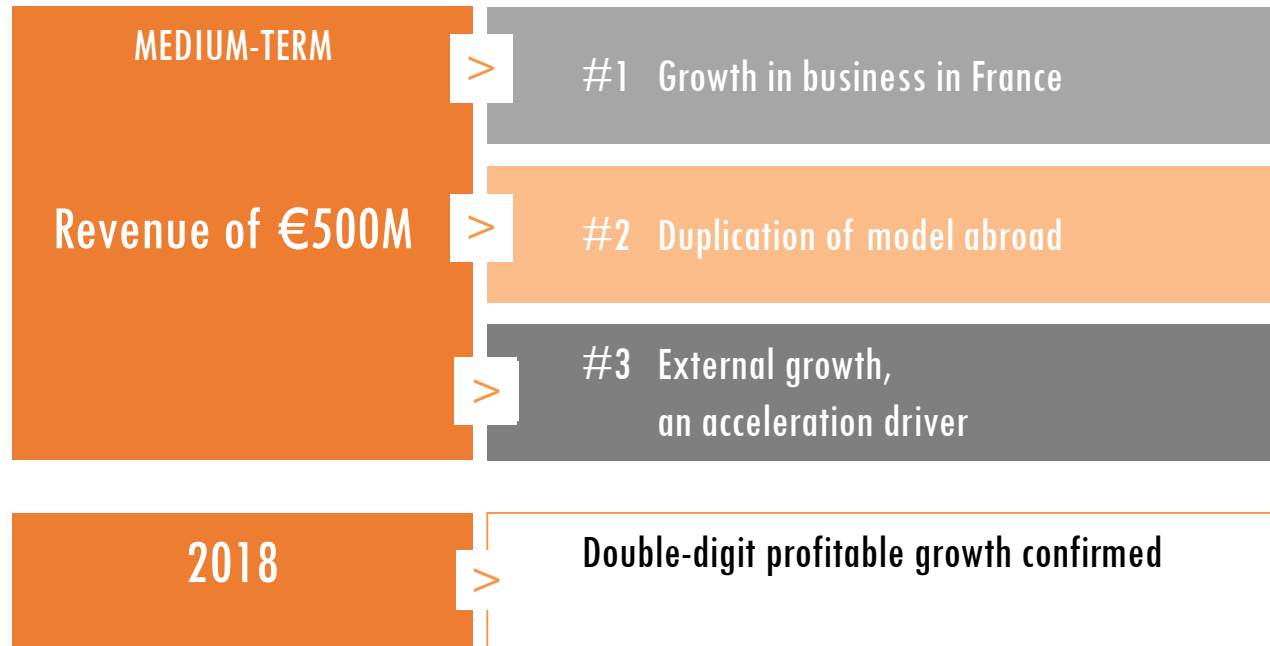 MEDIUM-TERM
Revenue of €500M
>
#1 Growth in business in France
>
#2 Duplication of model abroad
>
#3 External growth,
an acceleration driver
2018
>
Double-digit profitable growth confirmed